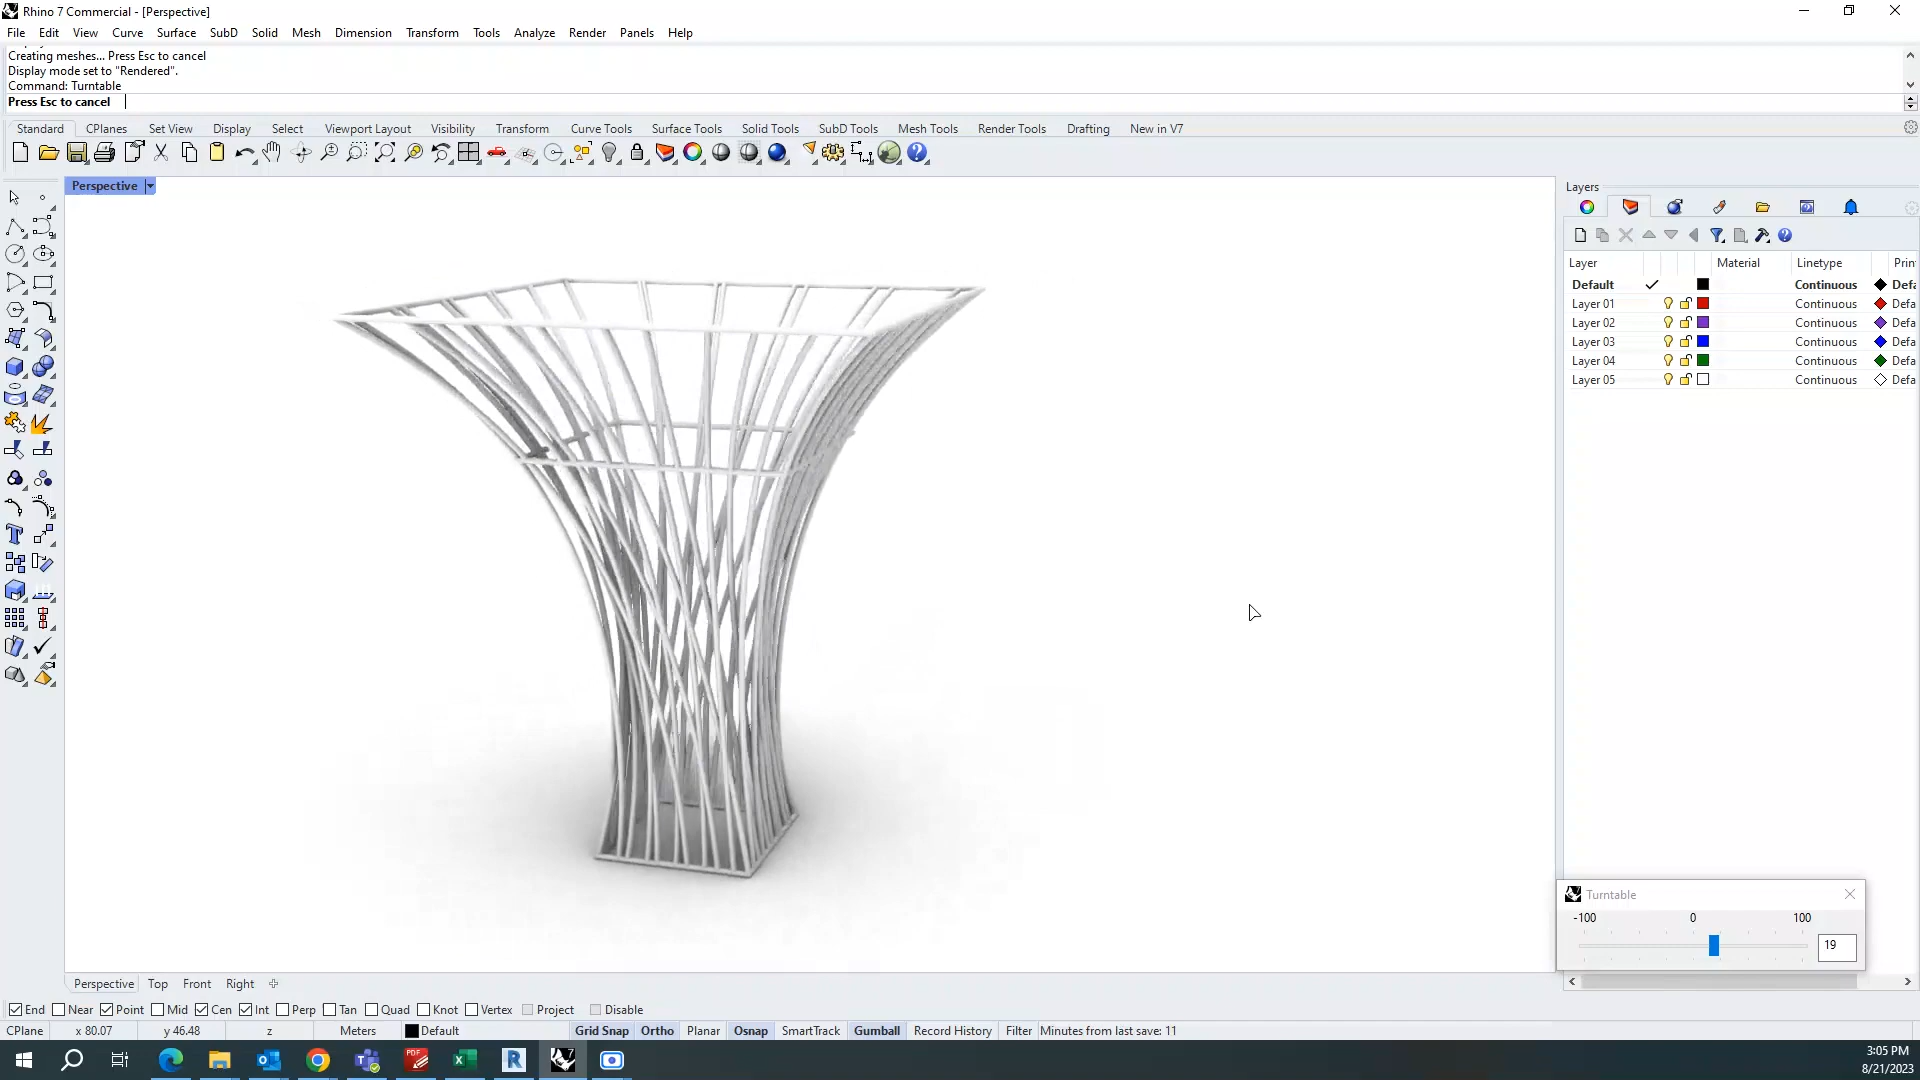 Rhino 7 Commercial - [Perspective]
File Edit View Curve Surface SubD Solid Mesh Dimension Transform Tools Analyze Render Panels Help
Creating meshes... Press Esc to cancel
Display mode set to "Rendered".
Command: Turntable
Press Esc to cancel
Standard CPlanes Set View Display Select Viewport Layout Visibility Transform Curve Tools Surface Tools Solid Tools SubD Tools Mesh Tools Render Tools Drafting New in V7
Perspective
Layers
Layer Material Linetype Prin
Default Continuous Defa
Layer 01 Continuous Defa
Layer 02 Continuous Defa
Layer 03 Continuous Defa
Layer 04 Continuous Defa
Layer 05 Continuous Defa
Turntable
-100 0 100
19
Perspective Top Front Right
End Near Point Mid Cen Int Perp Tan Quad Knot Vertex Project Disable
CPlane x 80.07 y 46.48 z Meters Default Grid Snap Ortho Planar Osnap SmartTrack Gumball Record History Filter Minutes from last save: 11
3:05 PM
8/21/2023